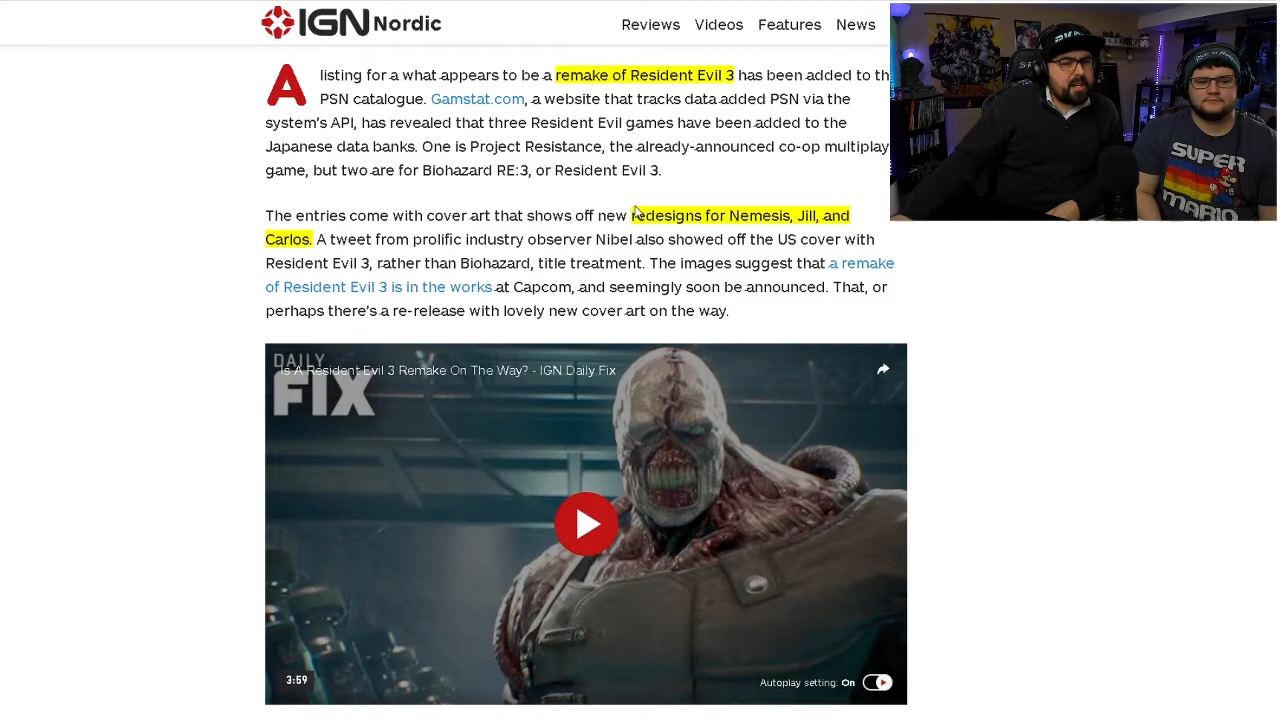 IGN Nordic
Reviews Videos Features News
A listing for a what appears to be a remake of Resident Evil 3 has been added to th
PSN catalogue. Gamstat.com, a website that tracks data added PSN via the
system's API, has revealed that three Resident Evil games have been added to the
Japanese data banks. One is Project Resistance, the already-announced co-op multiplay
game, but two are for Biohazard RE:3, or Resident Evil 3.
The entries come with cover art that shows off new redesigns for Nemesis, Jill, and
Carlos. A tweet from prolific industry observer Nibel also showed off the US cover with
Resident Evil 3, rather than Biohazard, title treatment. The images suggest that a remake
of Resident Evil 3 is in the works at Capcom, and seemingly soon be announced. That, or
perhaps there's a re-release with lovely new cover art on the way.
DAILY
Is A Resident Evil 3 Remake On The Way? - IGN Daily Fix
FIX
3:59
Autoplay setting: On
SUPER
MARIO